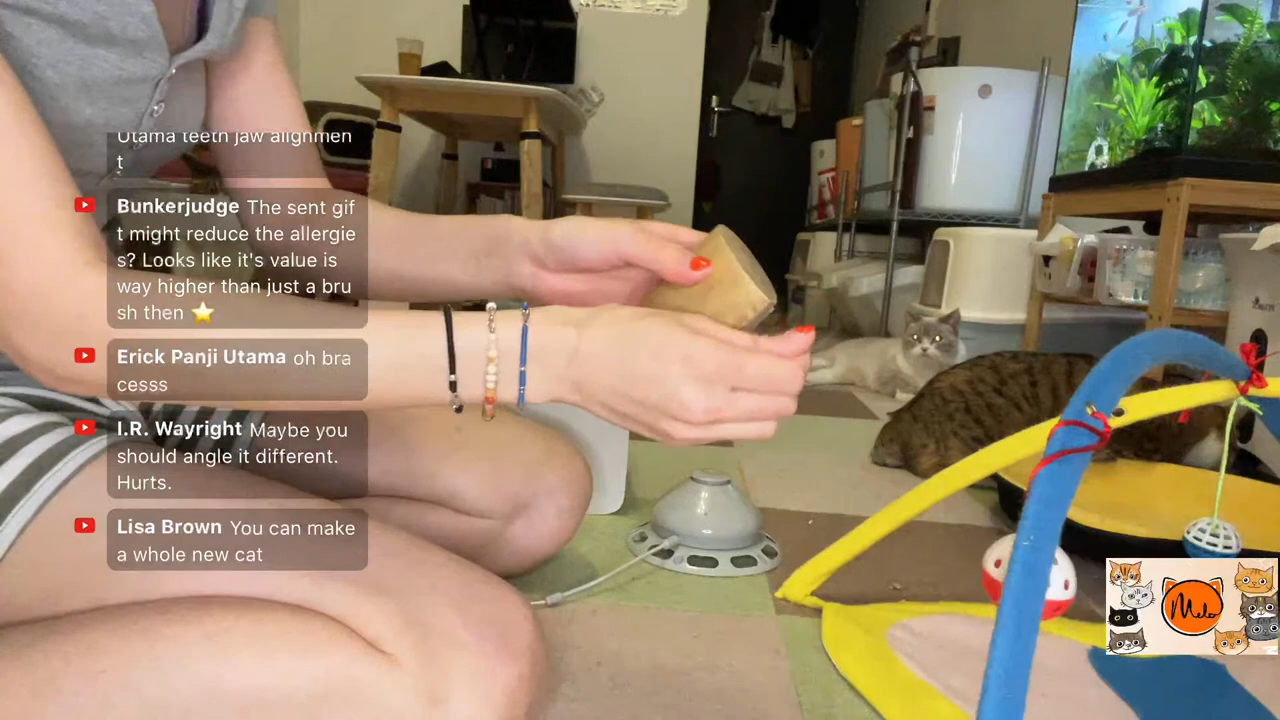 Utama teeth jaw alignmen
t
Bunkerjudge The sent gif
t might reduce the allergie
s? Looks like it's value is
way higher than just a bru
sh then ⭐
Erick Panji Utama oh bra
cesss
I.R. Wayright Maybe you
should angle it different.
Hurts.
Lisa Brown You can make
a whole new cat
Melo